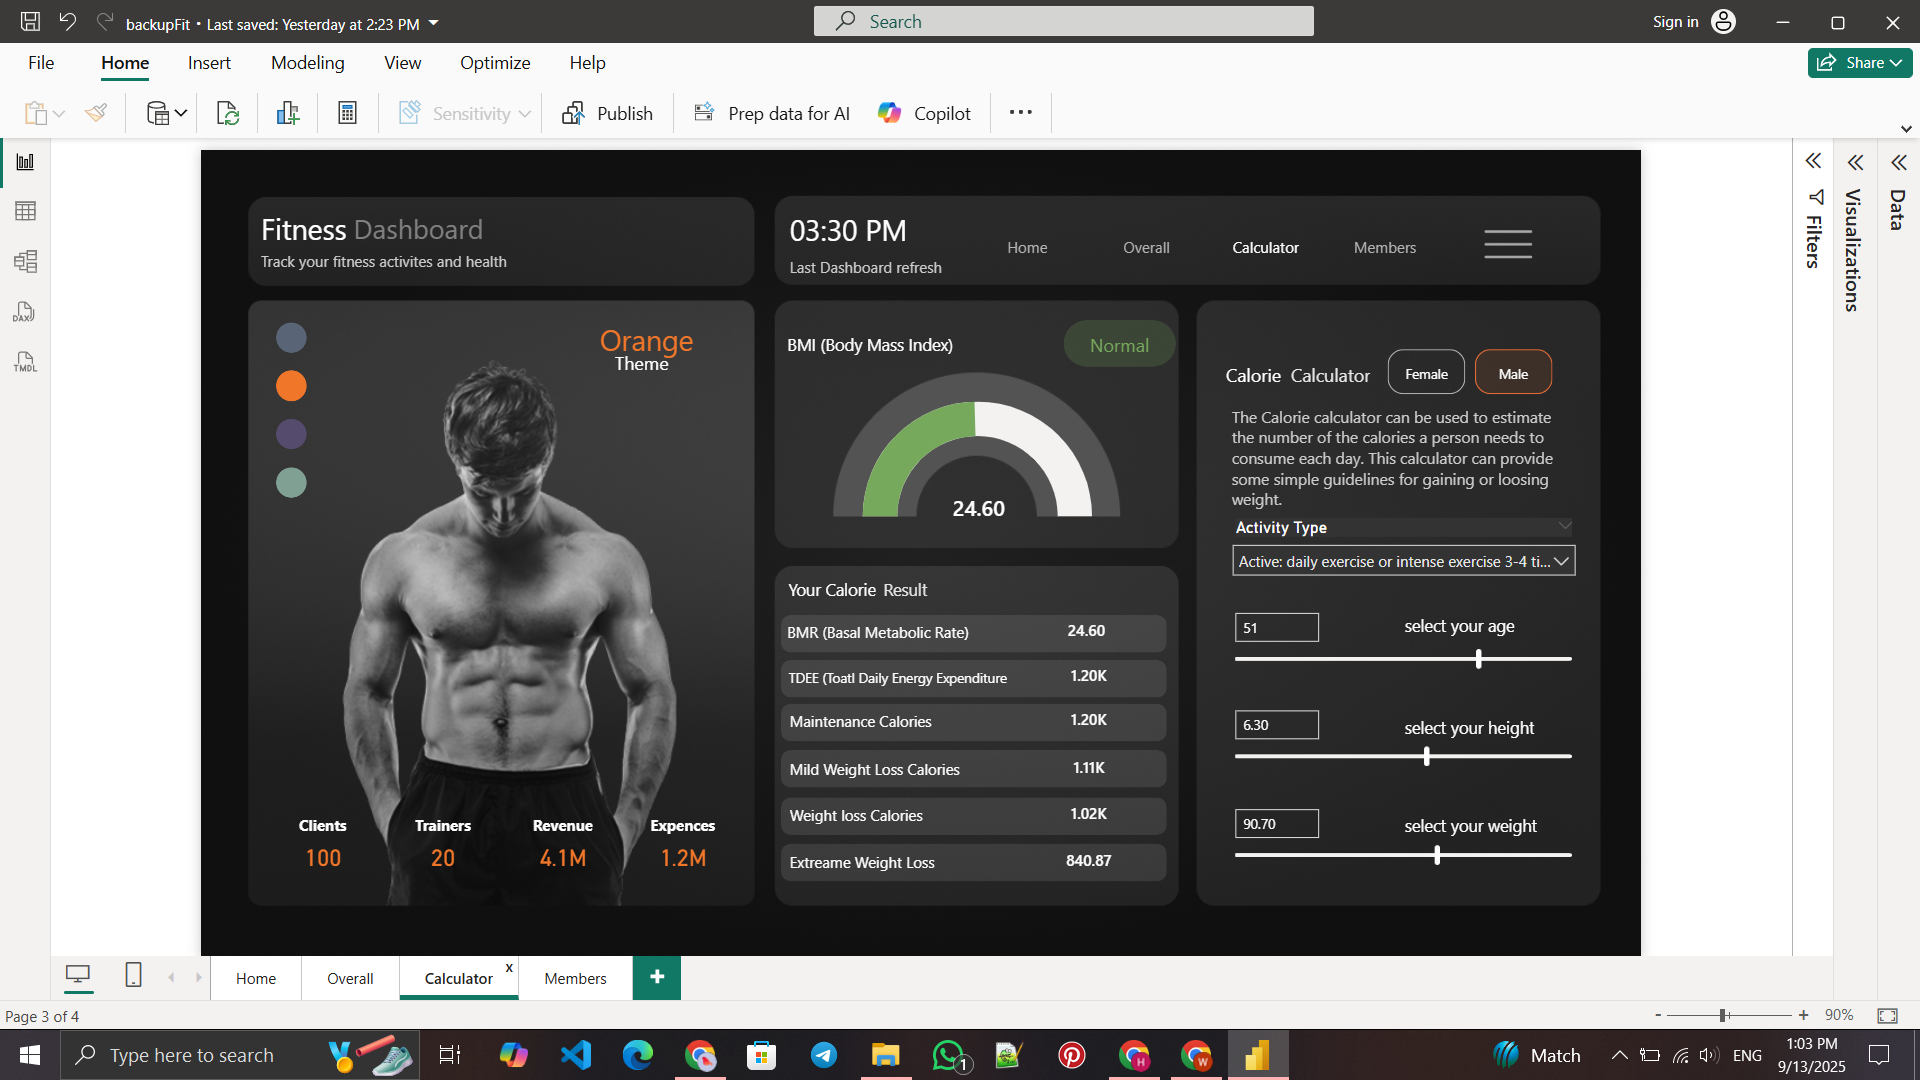 backupFit • Last saved: Yesterday at 2:23 PM
Search
Sign in
File
Home
Insert
Modeling
View
Optimize
Help
Share
Sensitivity
Publish
Prep data for AI
Copilot
DAX
TMDL
Fitness Dashboard
Track your fitness activites and health
03:30 PM
Last Dashboard refresh
Home
Overall
Calculator
Members
Orange
Theme
Clients
Trainers
Revenue
Expences
100
20
4.1M
1.2M
BMI (Body Mass Index)
Normal
24.60
Your Calorie Result
BMR (Basal Metabolic Rate) 24.60
TDEE (Toatl Daily Energy Expenditure 1.20K
Maintenance Calories 1.20K
Mild Weight Loss Calories 1.11K
Weight loss Calories 1.02K
Extreame Weight Loss 840.87
Calorie Calculator
Female
Male
The Calorie calculator can be used to estimate
the number of the calories a person needs to
consume each day. This calculator can provide
some simple guidelines for gaining or loosing
weight.
Activity Type
Active: daily exercise or intense exercise 3-4 ti...
51
select your age
6.30
select your height
90.70
select your weight
Filters
Visualizations
Data
Home
Overall
Calculator
x
Members
+
Page 3 of 4
- + 90%
Type here to search
1
H
W
Match
ENG
1:03 PM
9/13/2025